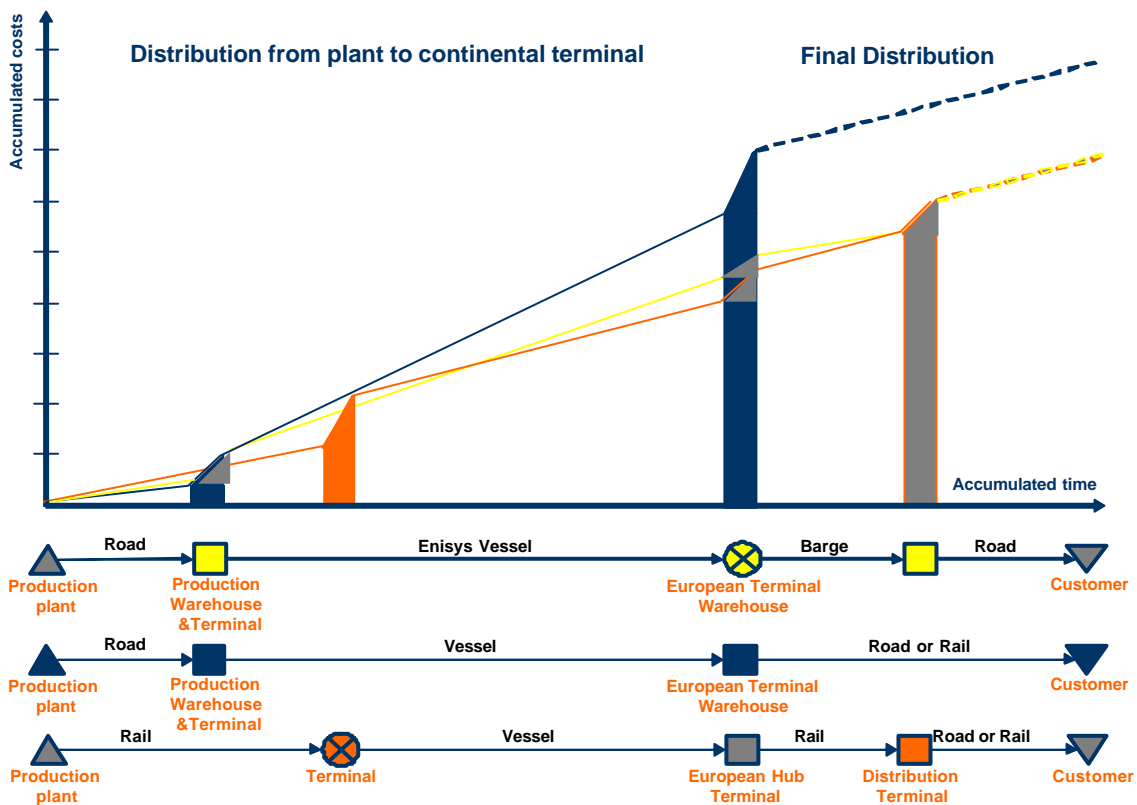 Accumulated costs
Distribution from plant to continental terminal
Final Distribution
Accumulated time
Road
Enisys Vessel
Barge
Road
Production
plant
Production
Warehouse
&Terminal
European Terminal
Warehouse
Customer
Road
Vessel
Road or Rail
Production
plant
Production
Warehouse
&Terminal
European Terminal
Warehouse
Customer
Rail
Vessel
Rail
Road or Rail
Production
plant
Terminal
European Hub
Terminal
Distribution
Terminal
Customer